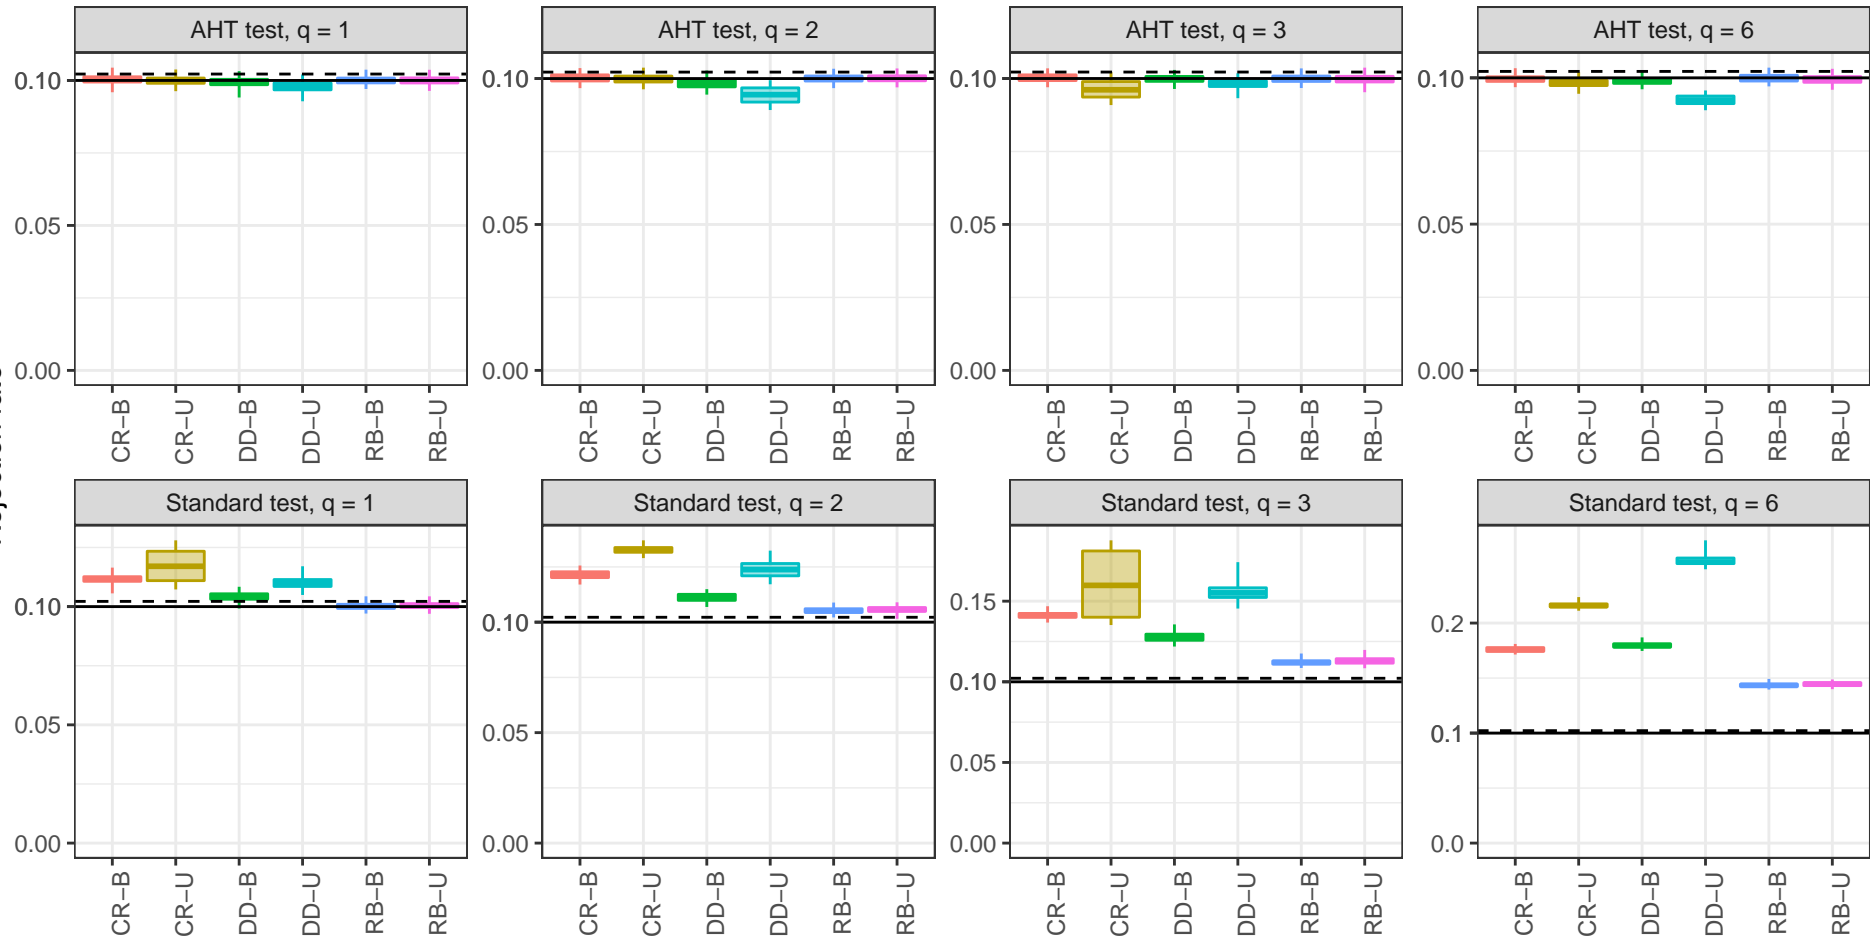 AHT test, q = 1
AHT test, q = 2
AHT test, q = 3
AHT test, q = 6
0.10
0.05
0.00
0.10
0.05
0.00
0.10
0.05
0.00
0.10
0.05
0.00
CR−B
CR−U
DD−B
DD−U
RB−B
RB−U
CR−B
CR−U
DD−B
DD−U
RB−B
RB−U
CR−B
CR−U
DD−B
DD−U
RB−B
RB−U
CR−B
CR−U
DD−B
DD−U
RB−B
RB−U
Standard test, q = 1
Standard test, q = 2
Standard test, q = 3
Standard test, q = 6
0.10
0.05
0.00
0.10
0.05
0.00
0.15
0.10
0.05
0.00
0.2
0.1
0.0
CR−B
CR−U
DD−B
DD−U
RB−B
RB−U
CR−B
CR−U
DD−B
DD−U
RB−B
RB−U
CR−B
CR−U
DD−B
DD−U
RB−B
RB−U
CR−B
CR−U
DD−B
DD−U
RB−B
RB−U